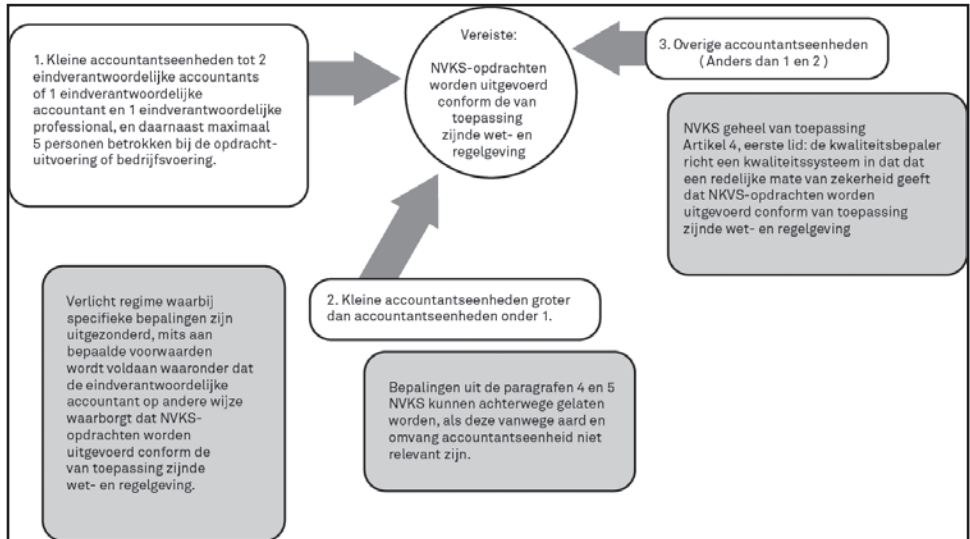 1. Kleine accountantseenheden tot 2
eindverantwoordelijke accountants
of 1 eindverantwoordelijke
accountant en 1 eindverantwoordelijke
professional, en daarnaast maximaal
5 personen betrokken bij de opdracht-
uitvoering of bedrijfsvoering.
Vereiste:
NVKS-opdrachten
worden uitgevoerd
conform de van
toepassing
zijnde wet- en
regelgeving
3. Overige accountantseenheden
(Anders dan 1 en 2 )
NVKS geheel van toepassing
Artikel 4, eerste lid: de kwaliteitsbepaler
richt een kwaliteitssysteem in dat dat
een redelijke mate van zekerheid geeft
dat NKVS-opdrachten worden
uitgevoerd conform van toepassing
zijnde wet- en regelgeving
Verlicht regime waarbij
specifieke bepalingen zijn
uitgezonderd, mits aan
bepaalde voorwaarden
wordt voldaan waaronder dat
de eindverantwoordelijke
accountant op andere wijze
waarborgt dat NVKS-
opdrachten worden
uitgevoerd conform de
van toepassing zijnde
wet- en regelgeving.
2. Kleine accountantseenheden groter
dan accountantseenheden onder 1.
Bepalingen uit de paragrafen 4 en 5
NVKS kunnen achterwege gelaten
worden, als deze vanwege aard en
omvang accountantseenheid niet
relevant zijn.